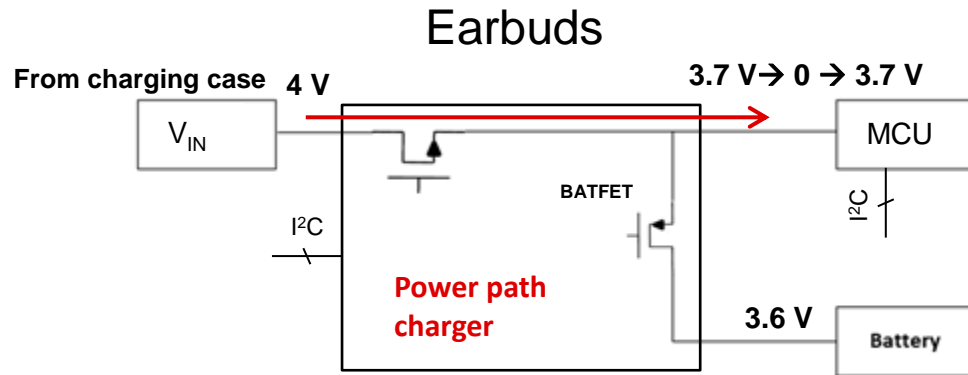 Earbuds
From charging case
4 V
3.7 V→ 0 → 3.7 V
VIN
MCU
BATFET
I²C
I²C
Power path
charger
3.6 V
Battery